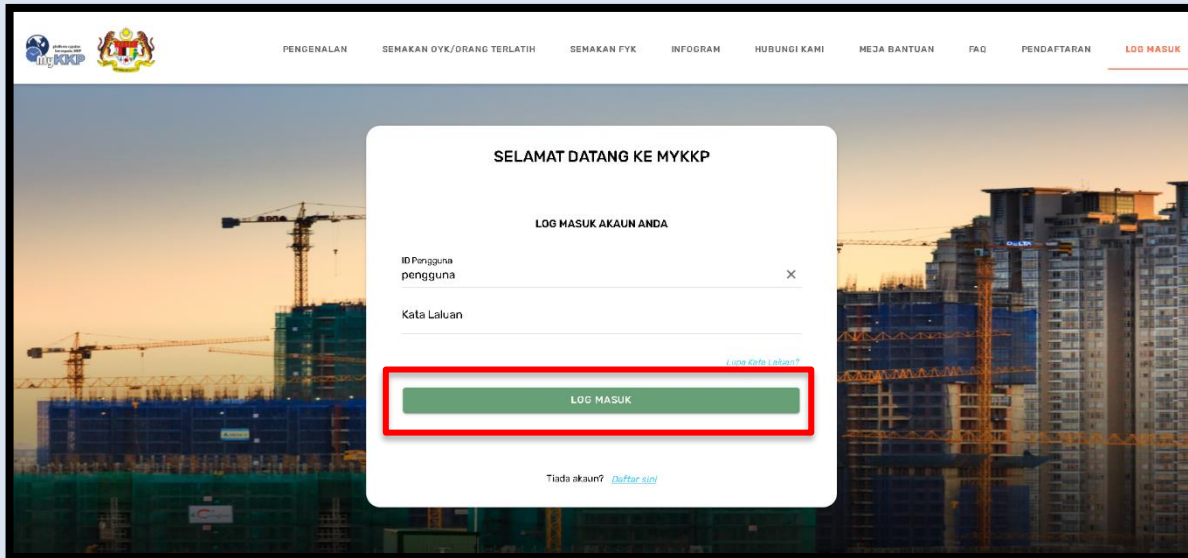 myKKP
PENGENALAN
SEMAKAN OYK/ORANG TERLATIH
SEMAKAN FYK
INFOGRAM
HUBUNGI KAMI
MEJA BANTUAN
FAQ
PENDAFTARAN
LOG MASUK
SELAMAT DATANG KE MYKKP
LOG MASUK AKAUN ANDA
ID Pengguna
pengguna
Kata Laluan
Lupa Kata Laluan?
LOG MASUK
Tiada akaun? Daftar sini